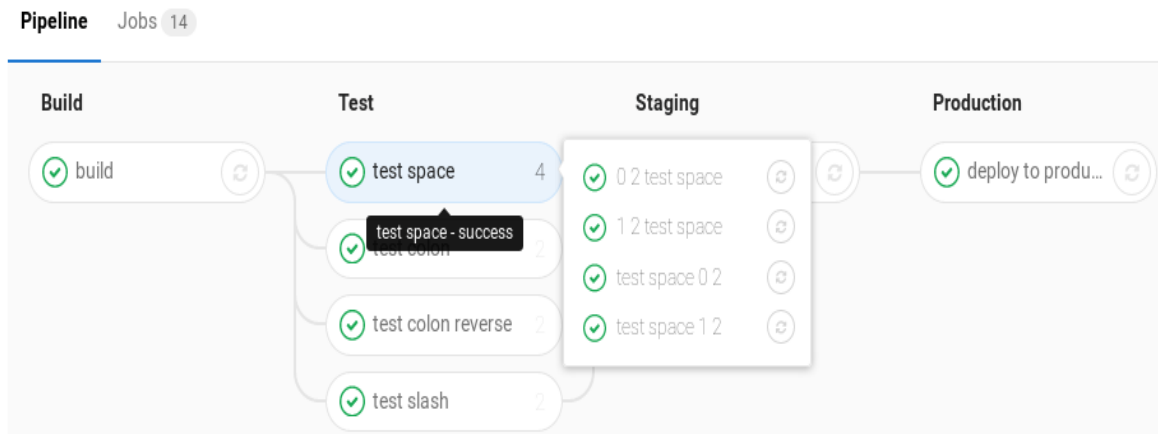 Pipeline Jobs 14
Build Test Staging Production
build test space 4 0 2 test space deploy to produ...
test space - success 1 2 test space
test colon 2 test space 0 2
test colon reverse 2 test space 1 2
test slash 2